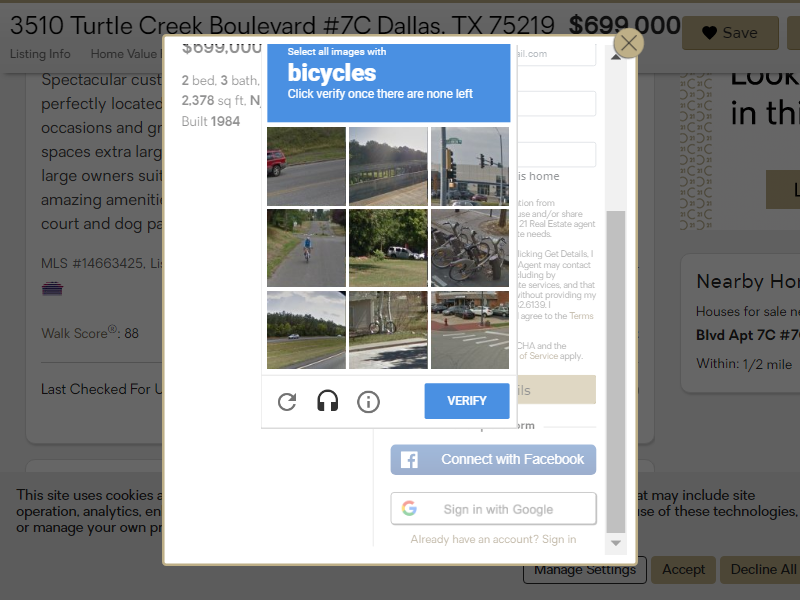 3510 Turtle Creek Boulevard #7C Dallas, TX 75219 $699,000
Save
Listing Info
Home Value
$699,000
2 bed, 3 bath,
2,378 sq ft.
Built 1984
Select all images with
bicycles
Click verify once there are none left
ail.com
is home
tion from
use and/or share
21 Real Estate agent
te needs.
licking Get Details, I
Agent may contact
cluding by
te services, and that
without providing my
32.6139. I
I agree to the Terms
CHA and the
of Service apply.
ils
VERIFY
orm
Connect with Facebook
Sign in with Google
Already have an account? Sign in
Spectacular cust
perfectly located
occasions and gr
spaces extra larg
large owners suit
amazing ameniti
court and dog pa
MLS #14663425, Li
Walk Score®: 88
Last Checked For U
in thi
Nearby Hor
Houses for sale ne
Blvd Apt 7C #7
Within: 1/2 mile
This site uses cookies a
operation, analytics, en
or manage your own pr
at may include site
use of these technologies,
Manage Settings
Accept
Decline All